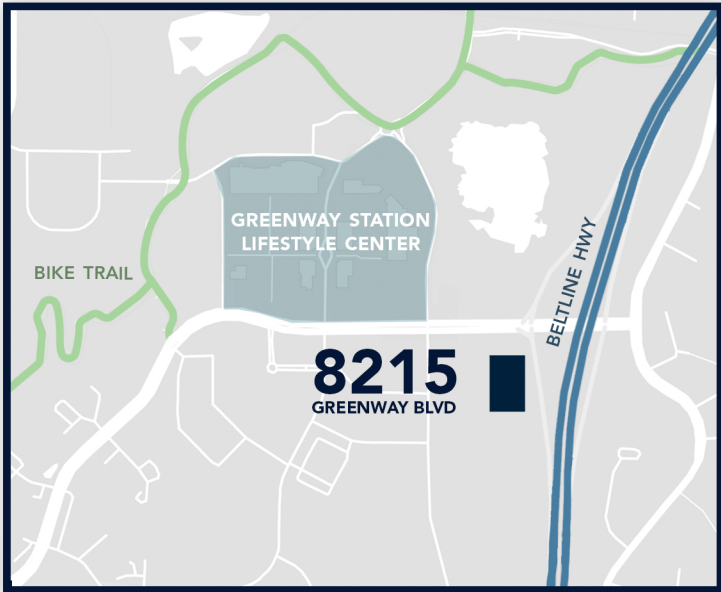 GREENWAY STATION
LIFESTYLE CENTER
BIKE TRAIL
BELTLINE HWY
8215
GREENWAY BLVD